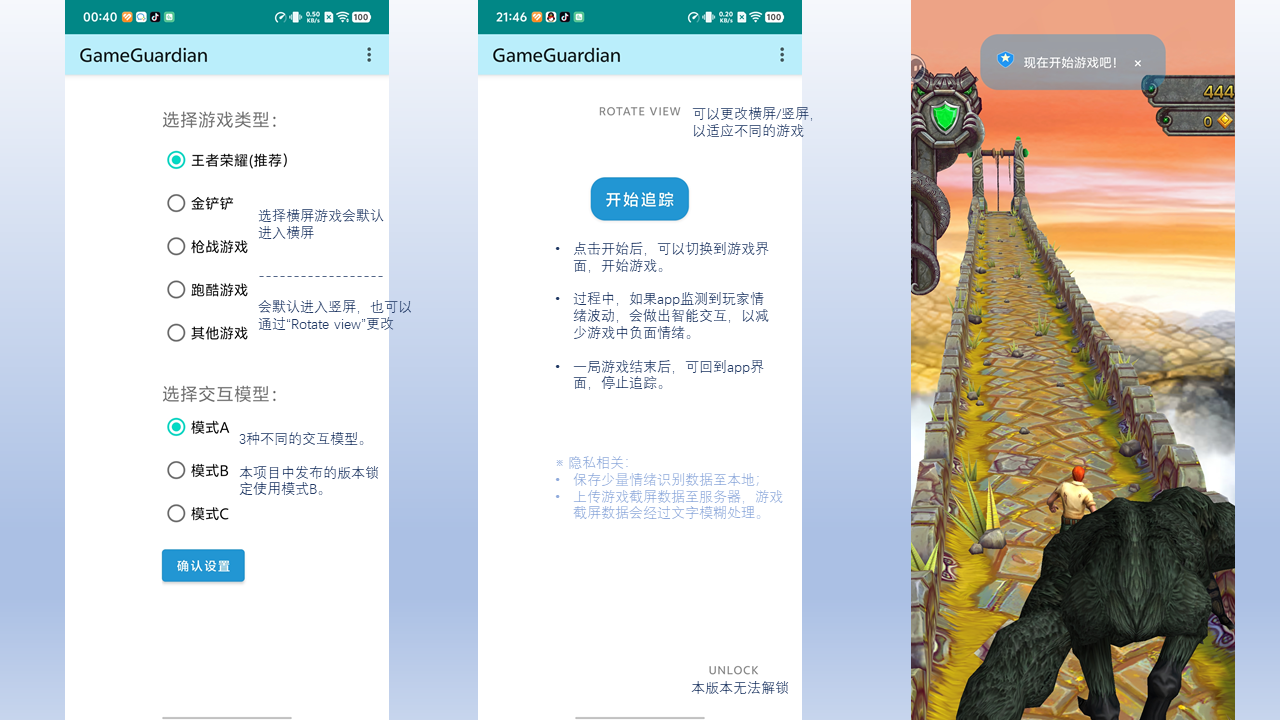 00:40
0.50
KB/s
100
GameGuardian
选择游戏类型:
王者荣耀(推荐)
金铲铲
选择横屏游戏会默认
进入横屏
枪战游戏
------------------
跑酷游戏
会默认进入竖屏，也可以
通过“Rotate view”更改
其他游戏
选择交互模型:
模式A
3种不同的交互模型。
模式B
本项目中发布的版本锁
定使用模式B。
模式C
确认设置
21:46
0.20
KB/s
100
GameGuardian
ROTATE VIEW
可以更改横屏/竖屏，
以适应不同的游戏
开始追踪
• 点击开始后，可以切换到游戏界
面，开始游戏。
• 过程中，如果app监测到玩家情
绪波动，会做出智能交互，以减
少游戏中负面情绪。
• 一局游戏结束后，可回到app界
面，停止追踪。
※ 隐私相关：
• 保存少量情绪识别数据至本地；
• 上传游戏截屏数据至服务器，游戏
截屏数据会经过文字模糊处理。
UNLOCK
本版本无法解锁
现在开始游戏吧！ ×
444
0